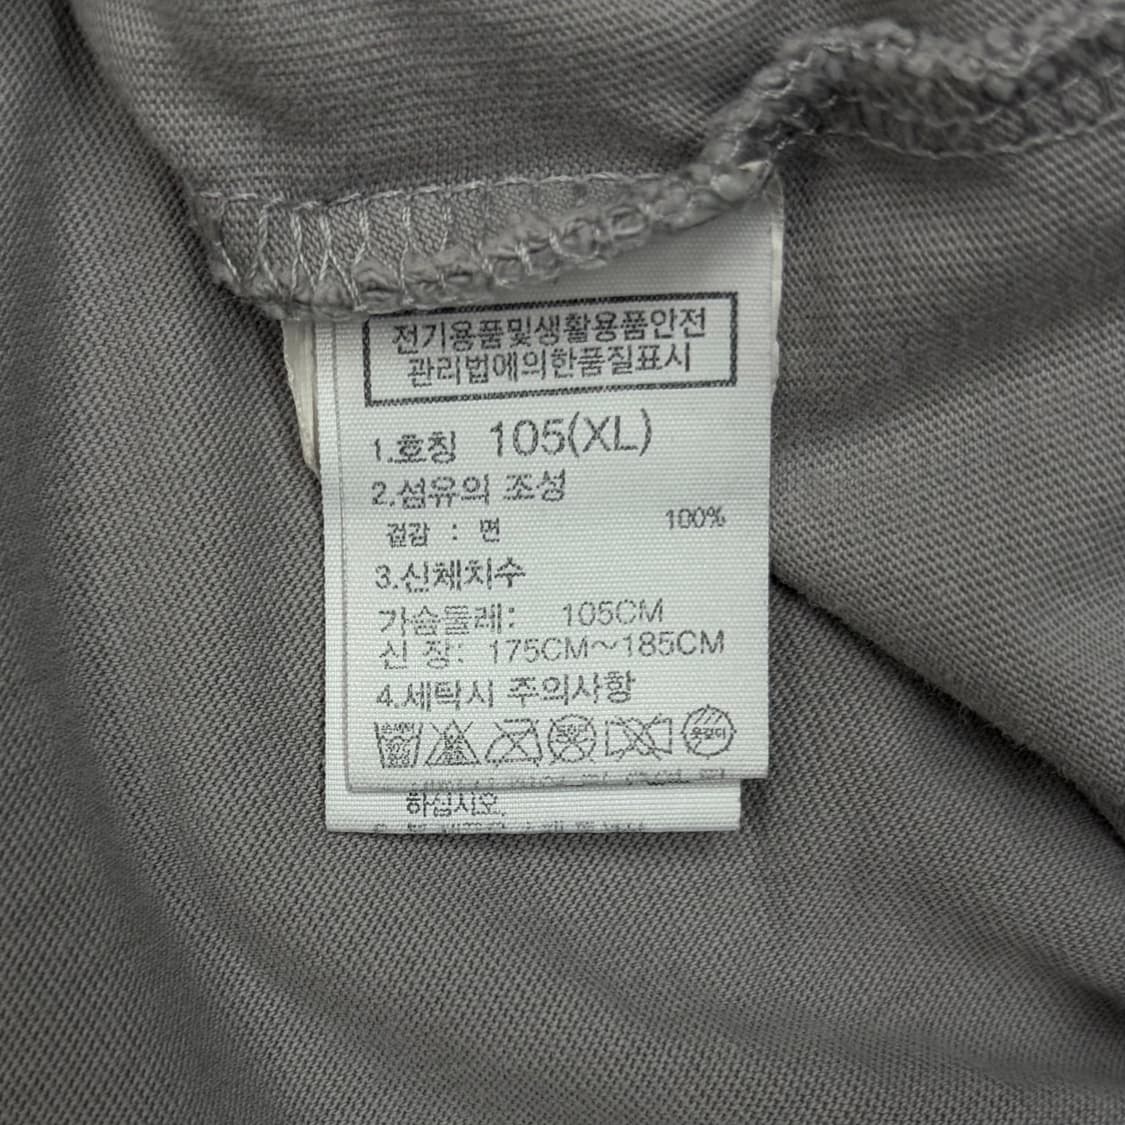 전기용품및생활용품안전
관리법에의한품질표시
1.호칭 105(XL)
2.섬유의 조성
겉감 : 면 100%
3.신체치수
가슴둘레: 105CM
신 장: 175CM~185CM
4.세탁시 주의사항
옷걸이
하십시오.